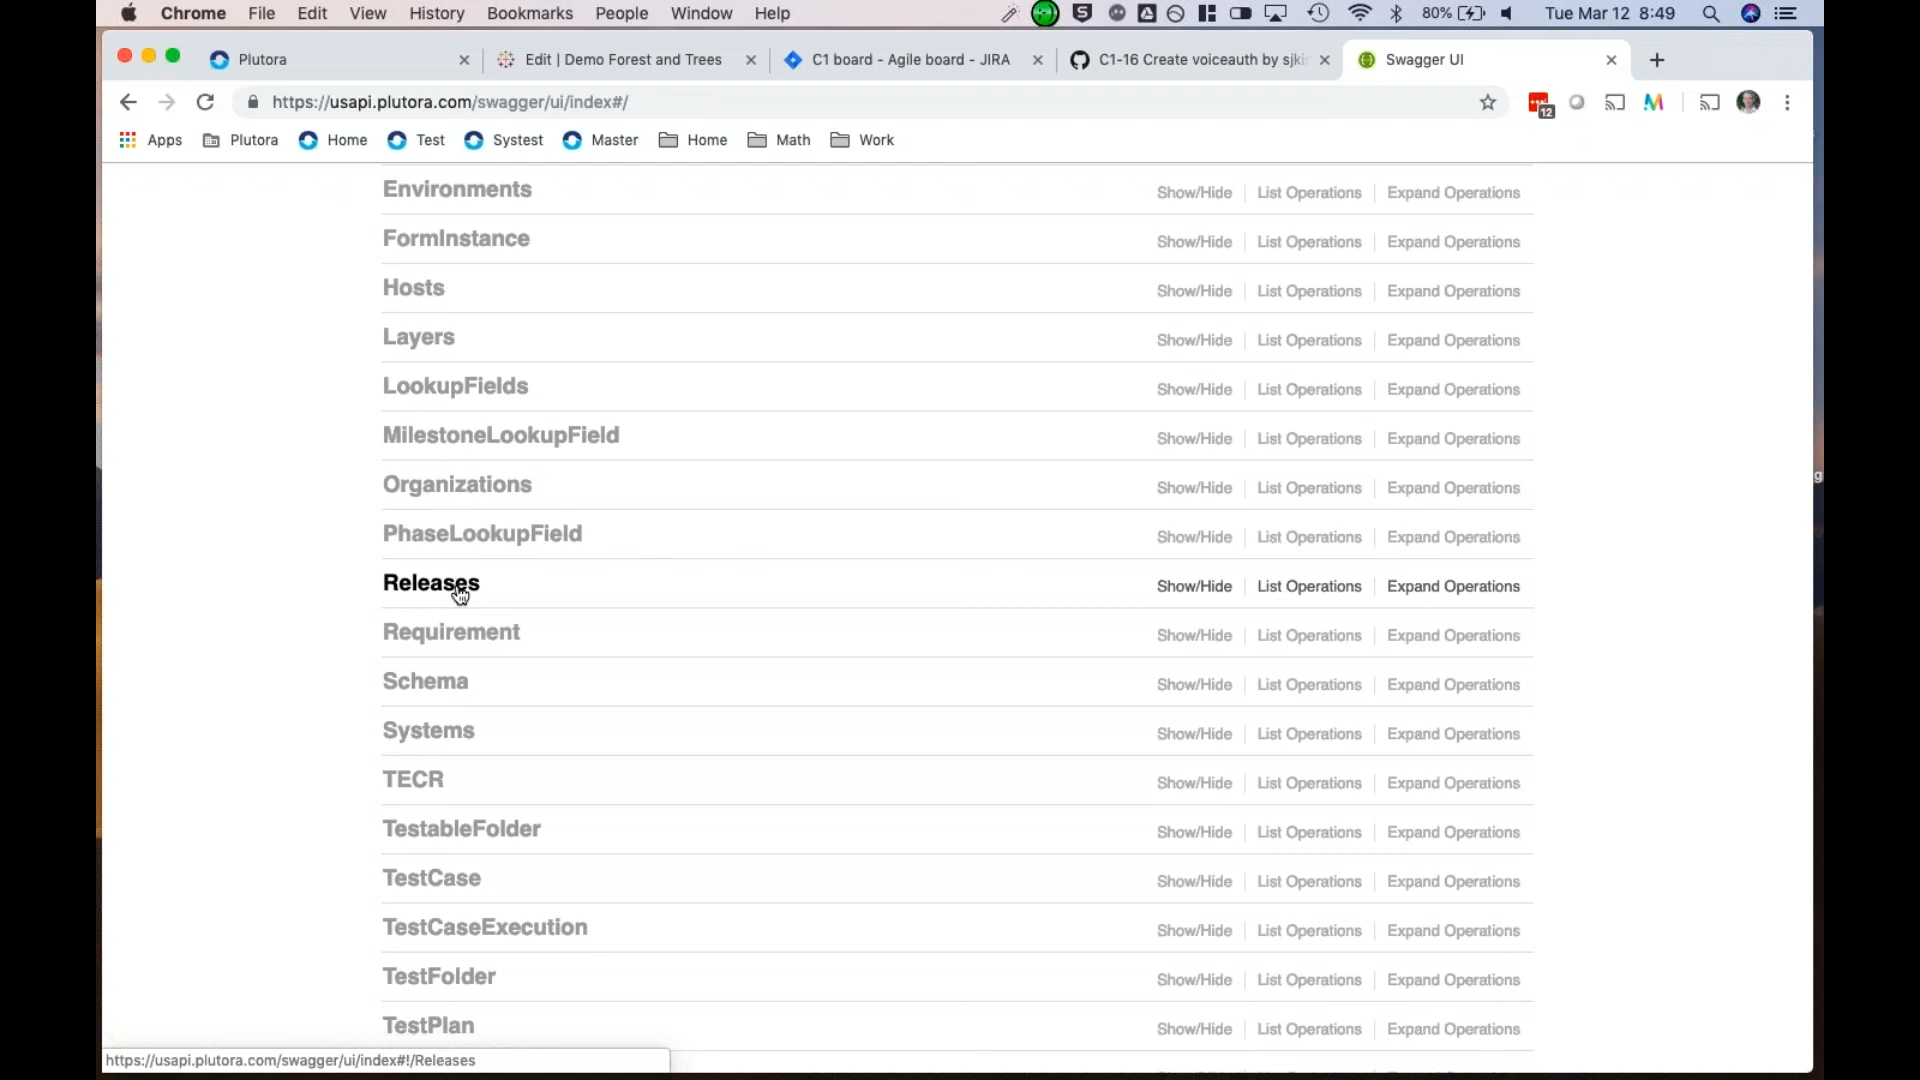 Chrome File Edit View History Bookmarks People Window Help 80% Tue Mar 12 8:49
Plutora Edit | Demo Forest and Trees C1 board - Agile board - JIRA C1-16 Create voiceauth by sjki Swagger UI
https://usapi.plutora.com/swagger/ui/index#/ 12
Apps Plutora Home Test Systest Master Home Math Work
Environments Show/Hide List Operations Expand Operations
FormInstance Show/Hide List Operations Expand Operations
Hosts Show/Hide List Operations Expand Operations
Layers Show/Hide List Operations Expand Operations
LookupFields Show/Hide List Operations Expand Operations
MilestoneLookupField Show/Hide List Operations Expand Operations
Organizations Show/Hide List Operations Expand Operations
PhaseLookupField Show/Hide List Operations Expand Operations
Releases Show/Hide List Operations Expand Operations
Requirement Show/Hide List Operations Expand Operations
Schema Show/Hide List Operations Expand Operations
Systems Show/Hide List Operations Expand Operations
TECR Show/Hide List Operations Expand Operations
TestableFolder Show/Hide List Operations Expand Operations
TestCase Show/Hide List Operations Expand Operations
TestCaseExecution Show/Hide List Operations Expand Operations
TestFolder Show/Hide List Operations Expand Operations
TestPlan Show/Hide List Operations Expand Operations
https://usapi.plutora.com/swagger/ui/index#!/Releases